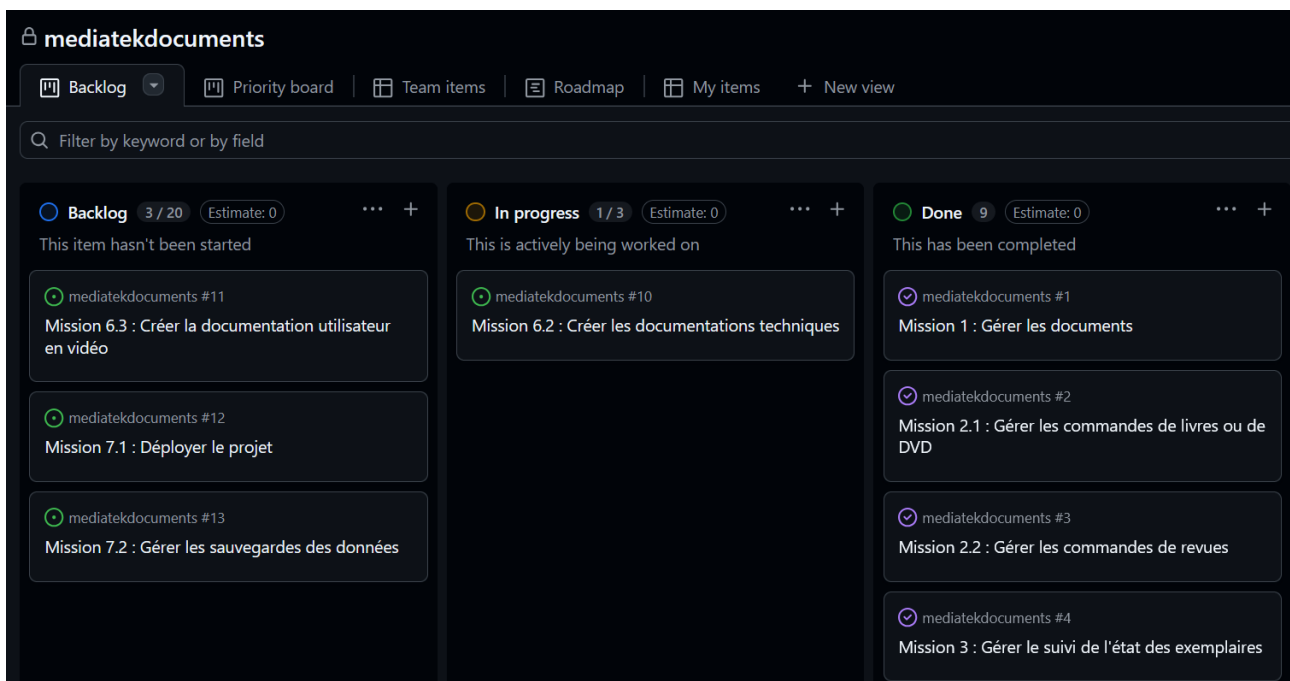 mediatekdocuments
Backlog
Priority board
Team items
Roadmap
My items
+ New view
Filter by keyword or by field
Backlog 3 / 20 Estimate: 0
This item hasn't been started
mediatekdocuments #11
Mission 6.3 : Créer la documentation utilisateur
en vidéo
mediatekdocuments #12
Mission 7.1 : Déployer le projet
mediatekdocuments #13
Mission 7.2 : Gérer les sauvegardes des données
In progress 1 / 3 Estimate: 0
This is actively being worked on
mediatekdocuments #10
Mission 6.2 : Créer les documentations techniques
Done 9 Estimate: 0
This has been completed
mediatekdocuments #1
Mission 1 : Gérer les documents
mediatekdocuments #2
Mission 2.1 : Gérer les commandes de livres ou de
DVD
mediatekdocuments #3
Mission 2.2 : Gérer les commandes de revues
mediatekdocuments #4
Mission 3 : Gérer le suivi de l'état des exemplaires